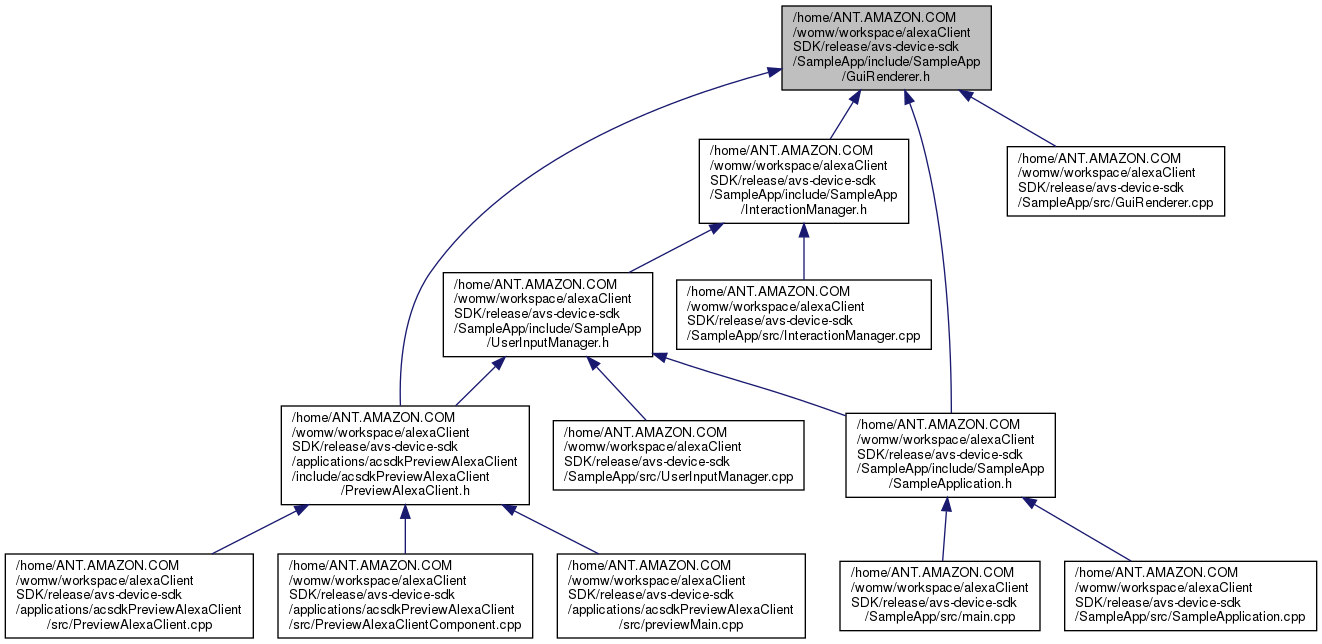 /home/ANT.AMAZON.COM
/womw/workspace/alexaClient
SDK/release/avs-device-sdk
/SampleApp/include/SampleApp
/GuiRenderer.h
/home/ANT.AMAZON.COM
/womw/workspace/alexaClient
SDK/release/avs-device-sdk
/SampleApp/include/SampleApp
/InteractionManager.h
/home/ANT.AMAZON.COM
/womw/workspace/alexaClient
SDK/release/avs-device-sdk
/SampleApp/src/GuiRenderer.cpp
/home/ANT.AMAZON.COM
/womw/workspace/alexaClient
SDK/release/avs-device-sdk
/SampleApp/include/SampleApp
/UserInputManager.h
/home/ANT.AMAZON.COM
/womw/workspace/alexaClient
SDK/release/avs-device-sdk
/SampleApp/src/InteractionManager.cpp
/home/ANT.AMAZON.COM
/womw/workspace/alexaClient
SDK/release/avs-device-sdk
/applications/acsdkPreviewAlexaClient
/include/acsdkPreviewAlexaClient
/PreviewAlexaClient.h
/home/ANT.AMAZON.COM
/womw/workspace/alexaClient
SDK/release/avs-device-sdk
/SampleApp/src/UserInputManager.cpp
/home/ANT.AMAZON.COM
/womw/workspace/alexaClient
SDK/release/avs-device-sdk
/SampleApp/include/SampleApp
/SampleApplication.h
/home/ANT.AMAZON.COM
/womw/workspace/alexaClient
SDK/release/avs-device-sdk
/applications/acsdkPreviewAlexaClient
/src/PreviewAlexaClient.cpp
/home/ANT.AMAZON.COM
/womw/workspace/alexaClient
SDK/release/avs-device-sdk
/applications/acsdkPreviewAlexaClient
/src/PreviewAlexaClientComponent.cpp
/home/ANT.AMAZON.COM
/womw/workspace/alexaClient
SDK/release/avs-device-sdk
/applications/acsdkPreviewAlexaClient
/src/previewMain.cpp
/home/ANT.AMAZON.COM
/womw/workspace/alexaClient
SDK/release/avs-device-sdk
/SampleApp/src/main.cpp
/home/ANT.AMAZON.COM
/womw/workspace/alexaClient
SDK/release/avs-device-sdk
/SampleApp/src/SampleApplication.cpp